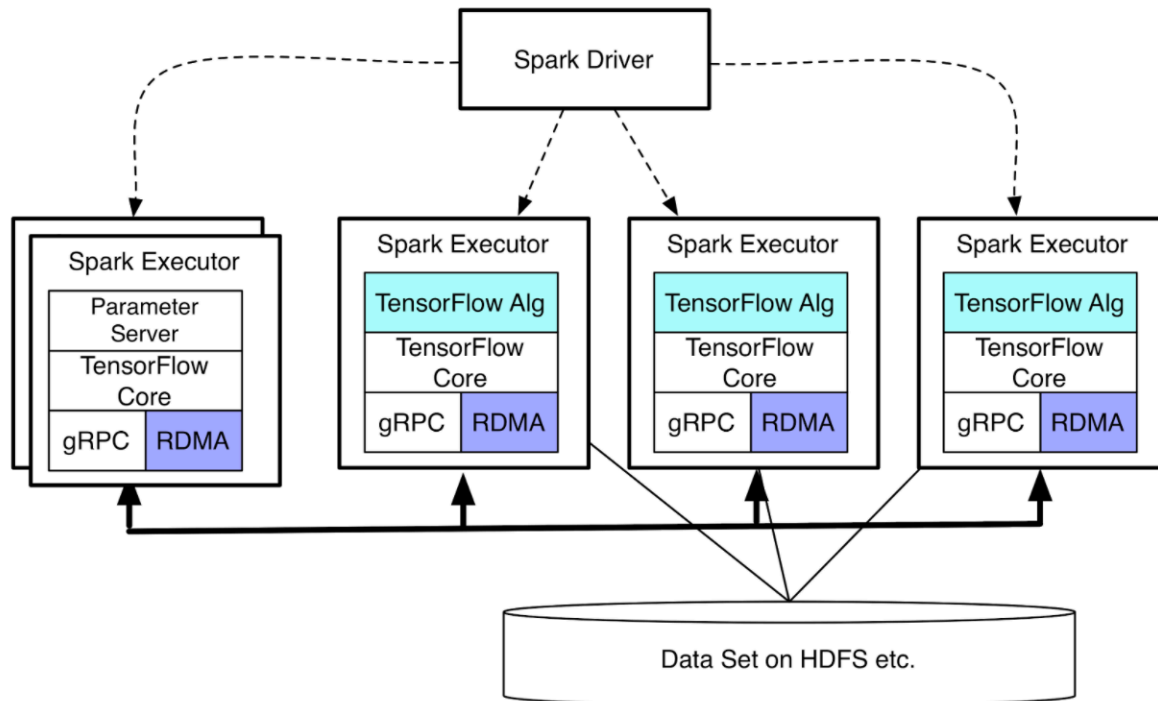 Spark Driver
Spark Executor
Parameter
Server
TensorFlow
Core
gRPC
RDMA
Spark Executor
TensorFlow Alg
TensorFlow
Core
gRPC
RDMA
Spark Executor
TensorFlow Alg
TensorFlow
Core
gRPC
RDMA
Spark Executor
TensorFlow Alg
TensorFlow
Core
gRPC
RDMA
Data Set on HDFS etc.